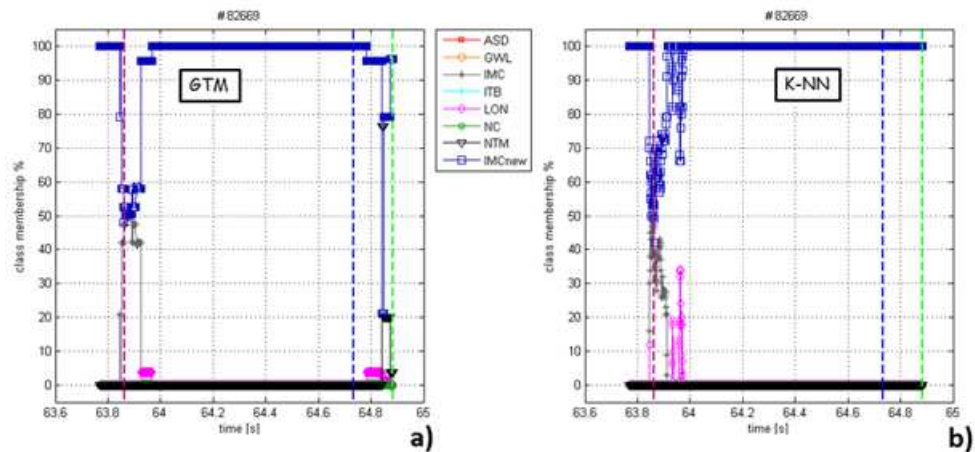 # 82669
100
90
80
70
60
50
40
30
20
10
0
class membership %
GTM
63.6 63.8 64 64.2 64.4 64.6 64.8 65
time [s]
a)
ASD
GWL
IMC
ITB
LON
NC
NTM
IMCnew
# 82669
100
90
80
70
60
50
40
30
20
10
0
class membership %
K-NN
63.6 63.8 64 64.2 64.4 64.6 64.8 65
time [s]
b)